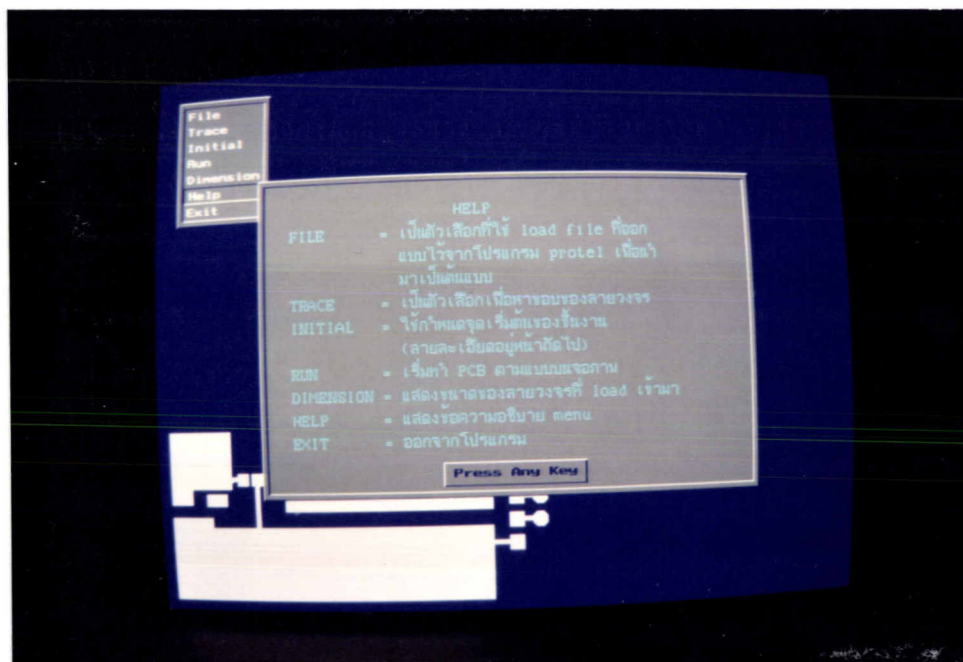 File
Trace
Initial
Run
Dimension
Help
Exit
HELP
FILE = เป็นตัวเลือกที่ใช้ load file ที่ออก
แบบไว้จากโปรแกรม protel เพื่อนำ
มาเป็นต้นแบบ
TRACE = เป็นตัวเลือกเพื่อหาขอบของลายวงจร
INITIAL = ใช้กำหนดจุดเริ่มต้นของชิ้นงาน
(ลายละเอียดอยู่หน้าถัดไป)
RUN = เริ่มทำ PCB ตามแบบบนจอภาพ
DIMENSION = แสดงขนาดของลายวงจรที่ load เข้ามา
HELP = แสดงข้อความอธิบาย menu
EXIT = ออกจากโปรแกรม
Press Any Key